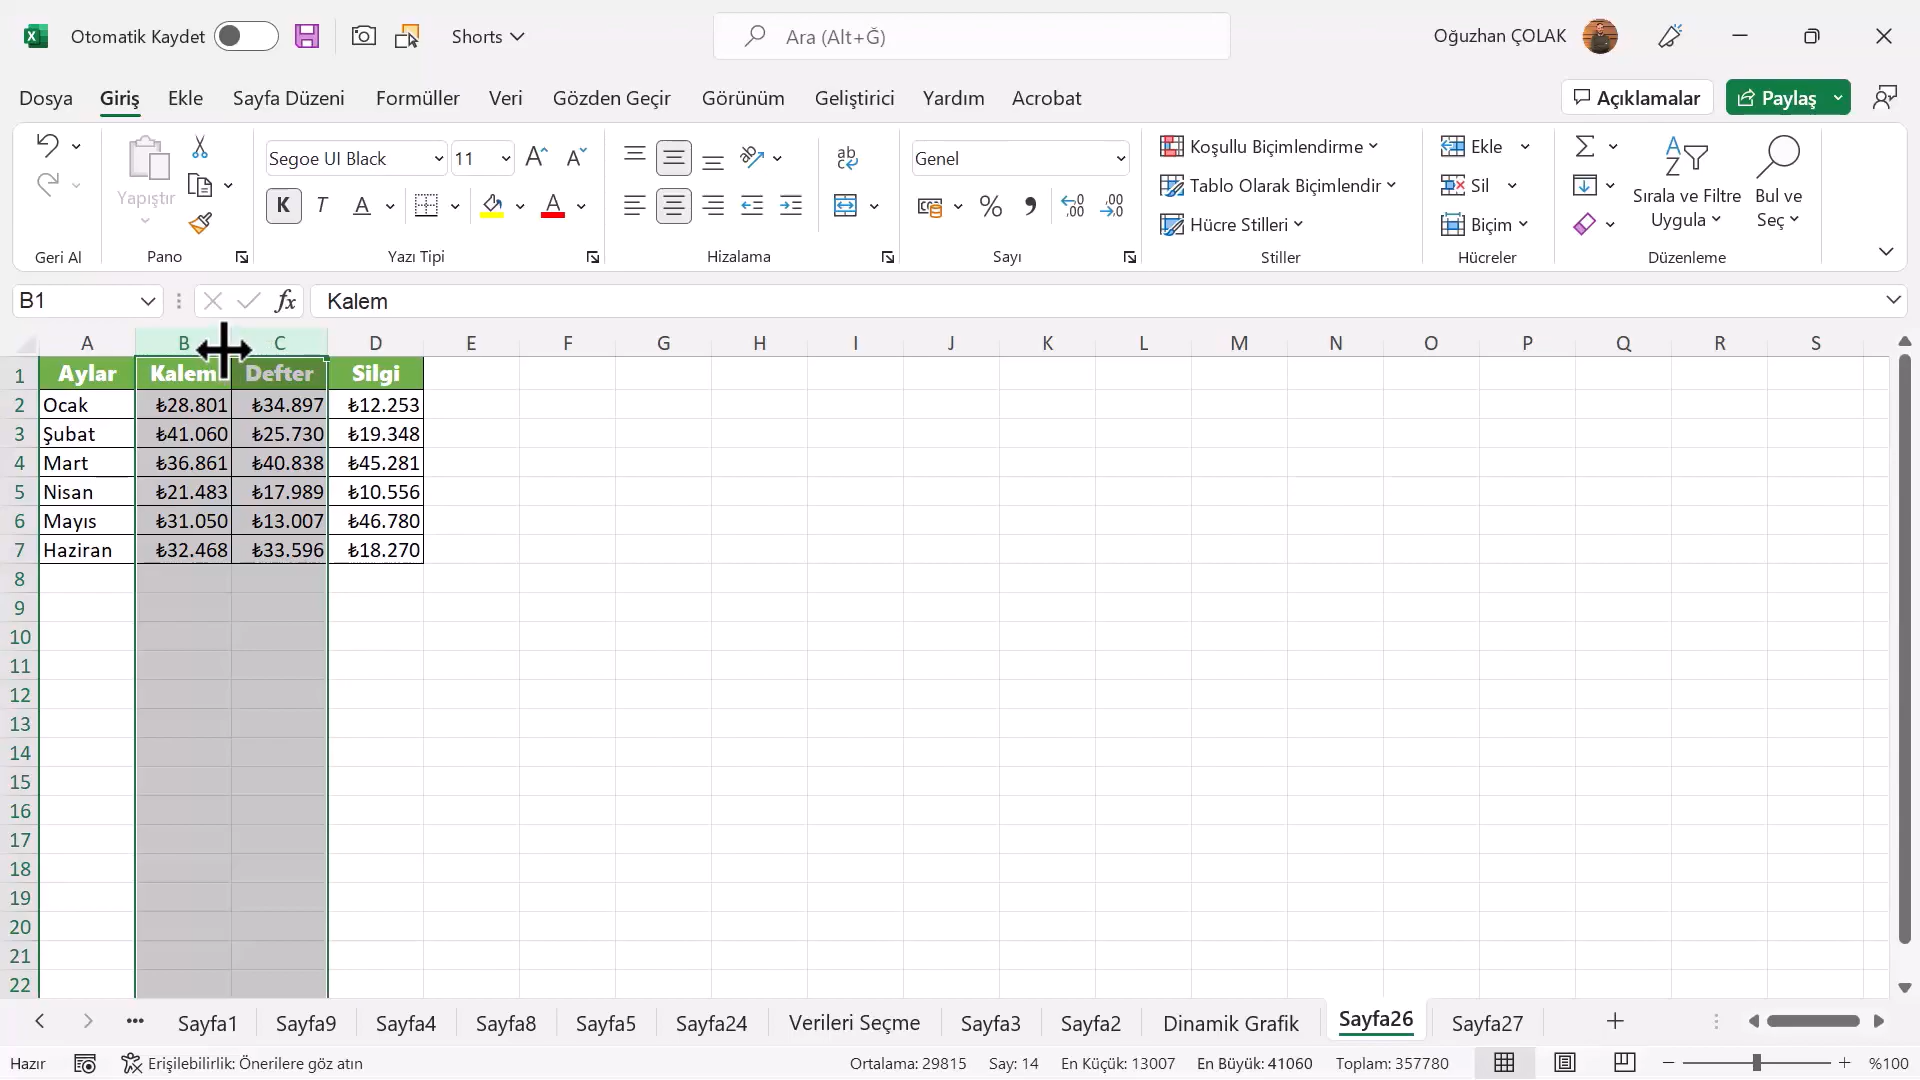 Otomatik Kaydet Shorts Ara (Alt+Ğ) Oğuzhan ÇOLAK
Dosya Giriş Ekle Sayfa Düzeni Formüller Veri Gözden Geçir Görünüm Geliştirici Yardım Acrobat Açıklamalar Paylaş
Yapıştır
Segoe UI Black 11
K T A A
ab
c
Genel
% ,
Koşullu Biçimlendirme
Tablo Olarak Biçimlendir
Hücre Stilleri
Ekle
Sil
Biçim
Sırala ve Filtre
Uygula
Bul ve
Seç
Geri Al Pano Yazı Tipi Hizalama Sayı Stiller Hücreler Düzenleme
B1 fx Kalem
A B C D E F G H I J K L M N O P Q R S
1 Aylar Kalem Defter Silgi
2 Ocak ₺28.801 ₺34.897 ₺12.253
3 Şubat ₺41.060 ₺25.730 ₺19.348
4 Mart ₺36.861 ₺40.838 ₺45.281
5 Nisan ₺21.483 ₺17.989 ₺10.556
6 Mayıs ₺31.050 ₺13.007 ₺46.780
7 Haziran ₺32.468 ₺33.596 ₺18.270
8
9
10
11
12
13
14
15
16
17
18
19
20
21
22
Sayfa1 Sayfa9 Sayfa4 Sayfa8 Sayfa5 Sayfa24 Verileri Seçme Sayfa3 Sayfa2 Dinamik Grafik Sayfa26 Sayfa27
Hazır Erişilebilirlik: Önerilere göz atın Ortalama: 29815 Say: 14 En Küçük: 13007 En Büyük: 41060 Toplam: 357780 %100